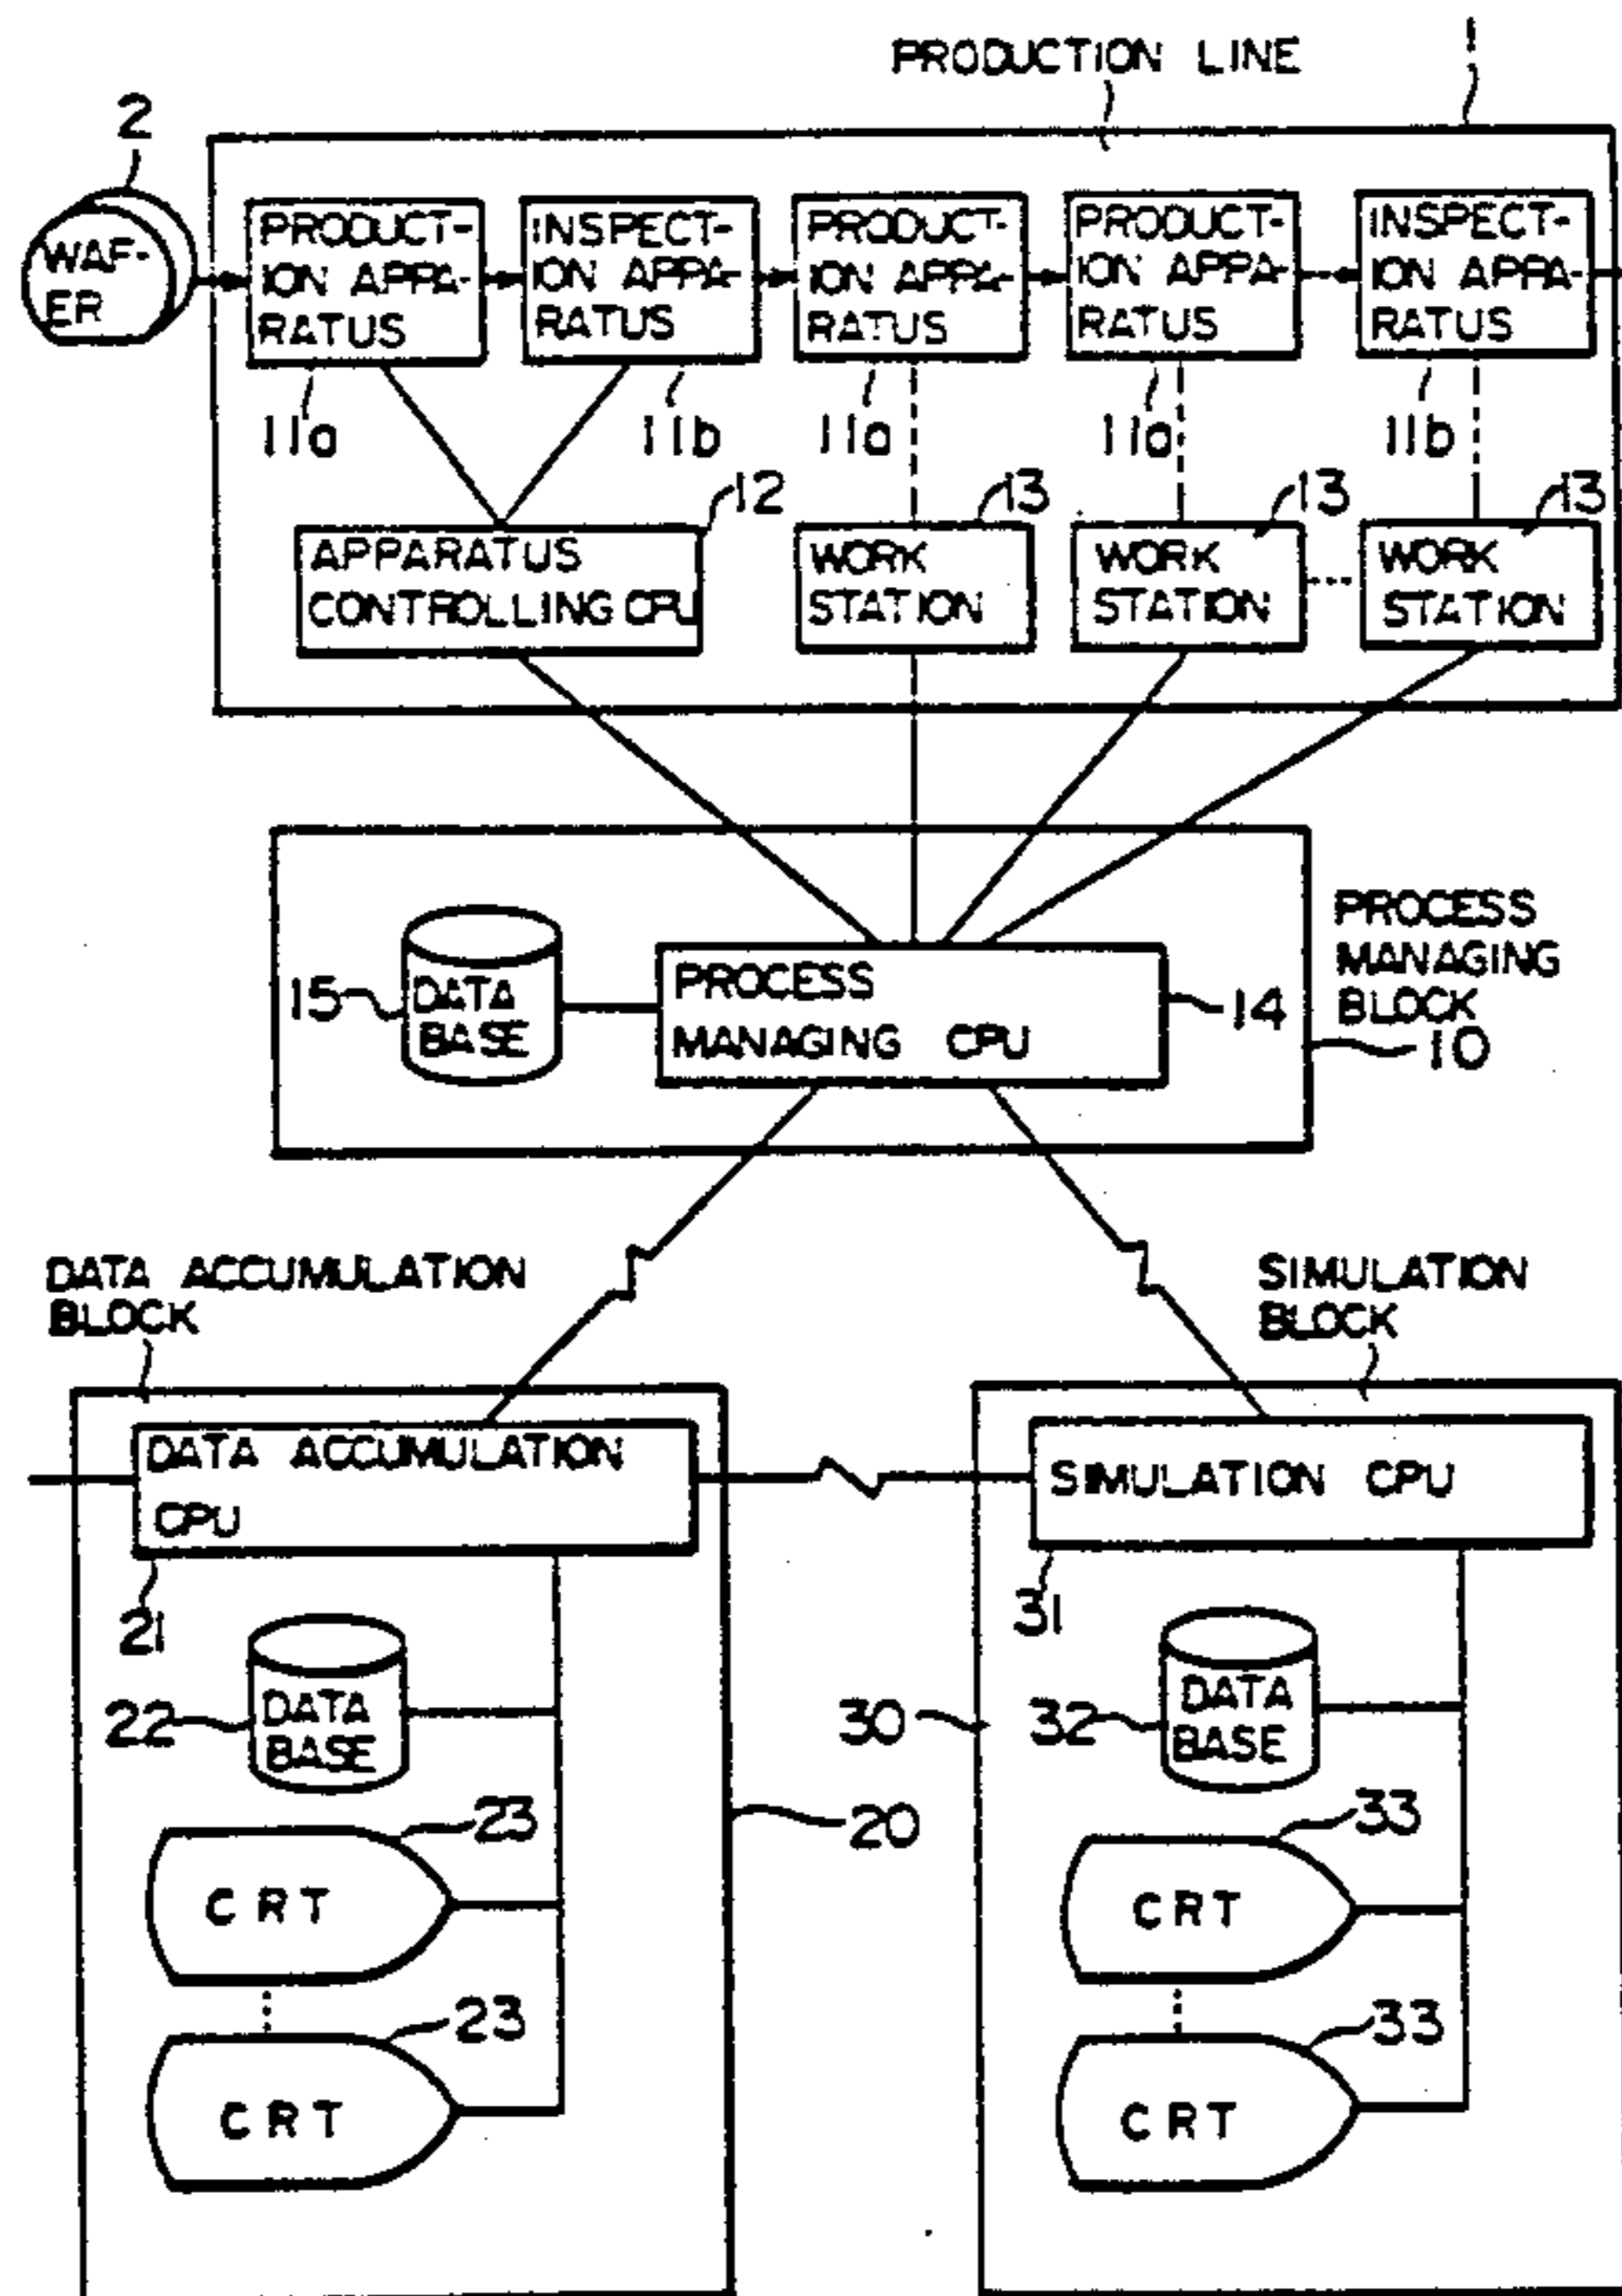 PRODUCTION LINE
2
WAF-
ER
PRODUCT-
ION APPA-
RATUS
INSPECT-
ION APPA-
RATUS
PRODUCT-
ION APPA-
RATUS
PRODUCT-
ION APPA-
RATUS
INSPECT-
ION APPA-
RATUS
11a
11b
11a
11a
11b
12
13
13
13
APPARATUS
CONTROLLING CPU
WORK
STATION
WORK
STATION
WORK
STATION
PROCESS
MANAGING
BLOCK
10
15
DATA
BASE
PROCESS
MANAGING CPU
14
DATA ACCUMULATION
BLOCK
SIMULATION
BLOCK
DATA ACCUMULATION
CPU
21
SIMULATION CPU
31
22
DATA
BASE
30
32
DATA
BASE
20
23
CRT
23
CRT
33
CRT
33
CRT